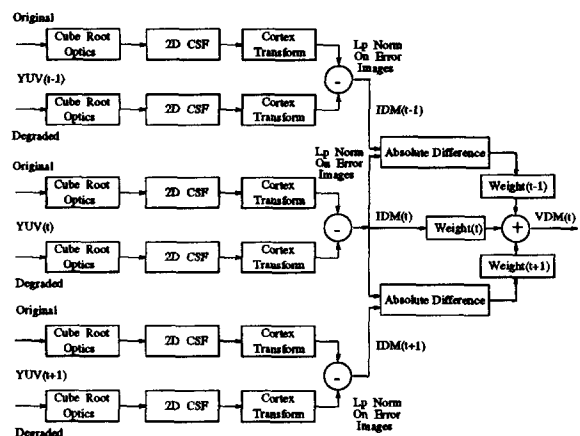 Original
Cube Root
Optics
2D CSF
Cortex
Transform
-
Lp Norm
On Error
Images
YUV(t-1)
IDM(t-1)
Cube Root
Optics
2D CSF
Cortex
Transform
Degraded
Original
Absolute Difference
Lp Norm
On Error
Images
Cube Root
Optics
2D CSF
Cortex
Transform
Weight(t-1)
YUV(t)
-
IDM(t)
Weight(t)
+
VDM(t)
Cube Root
Optics
2D CSF
Cortex
Transform
Weight(t+1)
Degraded
Original
Absolute Difference
Cube Root
Optics
2D CSF
Cortex
Transform
IDM(t+1)
YUV(t+1)
-
Cube Root
Optics
2D CSF
Cortex
Transform
Lp Norm
On Error
Images
Degraded